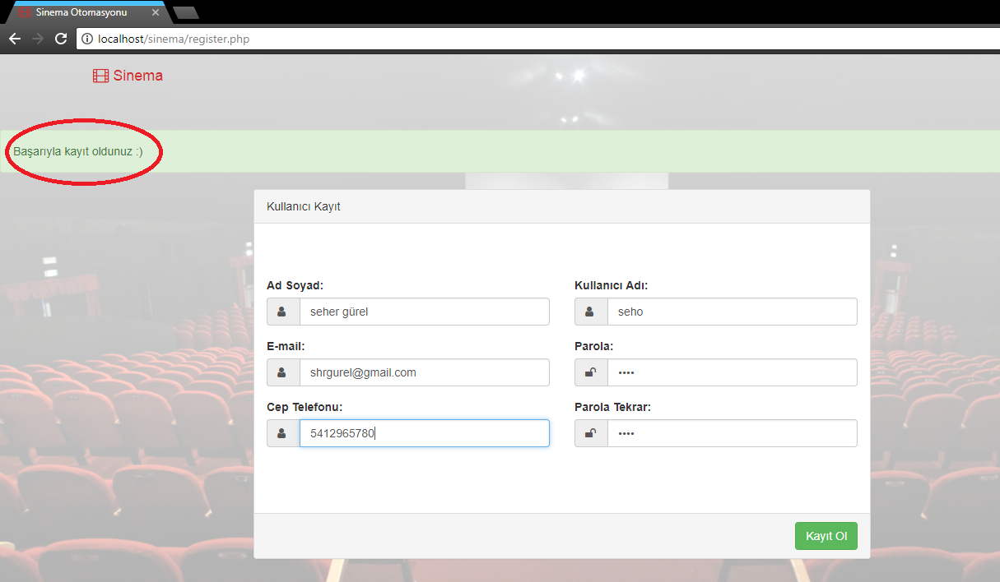 Sinema Otomasyonu
localhost/sinema/register.php
Sinema
Başarıyla kayıt oldunuz :)
Kullanıcı Kayıt
Ad Soyad:
seher gürel
Kullanıcı Adı:
seho
E-mail:
shrgurel@gmail.com
Parola:
••••
Cep Telefonu:
5412965780
Parola Tekrar:
••••
Kayıt Ol